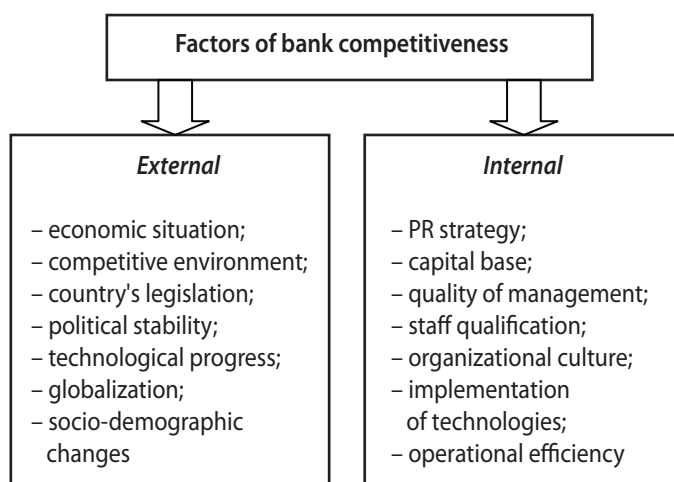 Factors of bank competitiveness
External
– economic situation;
– competitive environment;
– country's legislation;
– political stability;
– technological progress;
– globalization;
– socio-demographic
changes
Internal
– PR strategy;
– capital base;
– quality of management;
– staff qualification;
– organizational culture;
– implementation
of technologies;
– operational efficiency